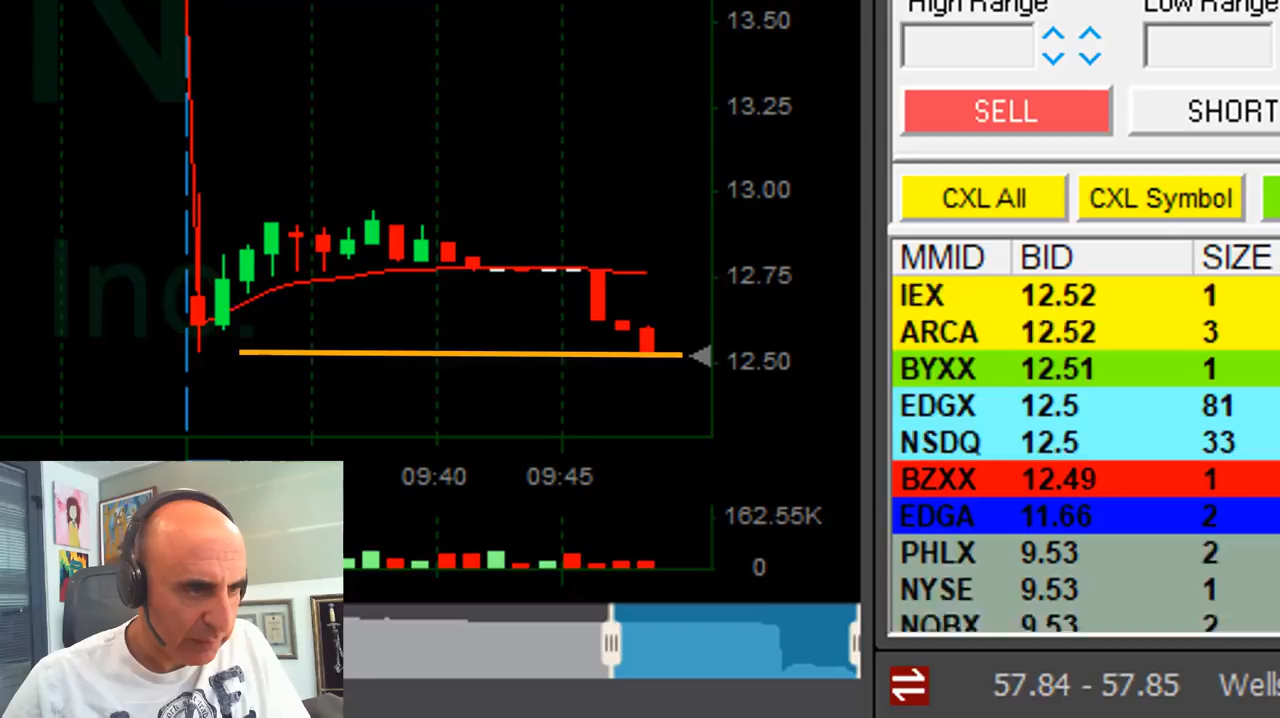 High Range Low Range
13.50
SELL SHORT
13.25
CXL All CXL Symbol
13.00
MMID BID SIZE
IEX 12.52 1
ARCA 12.52 3
BYXX 12.51 1
EDGX 12.5 81
NSDQ 12.5 33
BZXX 12.49 1
EDGA 11.66 2
PHLX 9.53 2
NYSE 9.53 1
NQBX 9.53 2
N
Inc.
12.75
12.50
09:40 09:45
162.55K
0
57.84 - 57.85 Wells